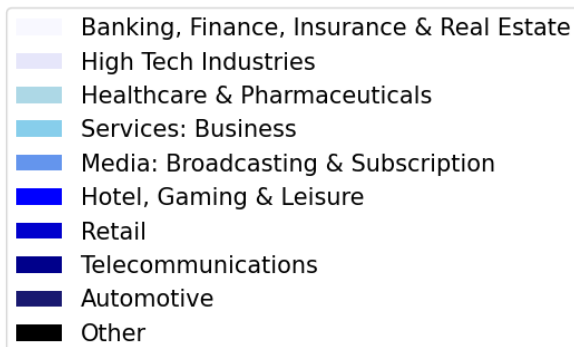 Banking, Finance, Insurance & Real Estate
High Tech Industries
Healthcare & Pharmaceuticals
Services: Business
Media: Broadcasting & Subscription
Hotel, Gaming & Leisure
Retail
Telecommunications
Automotive
Other